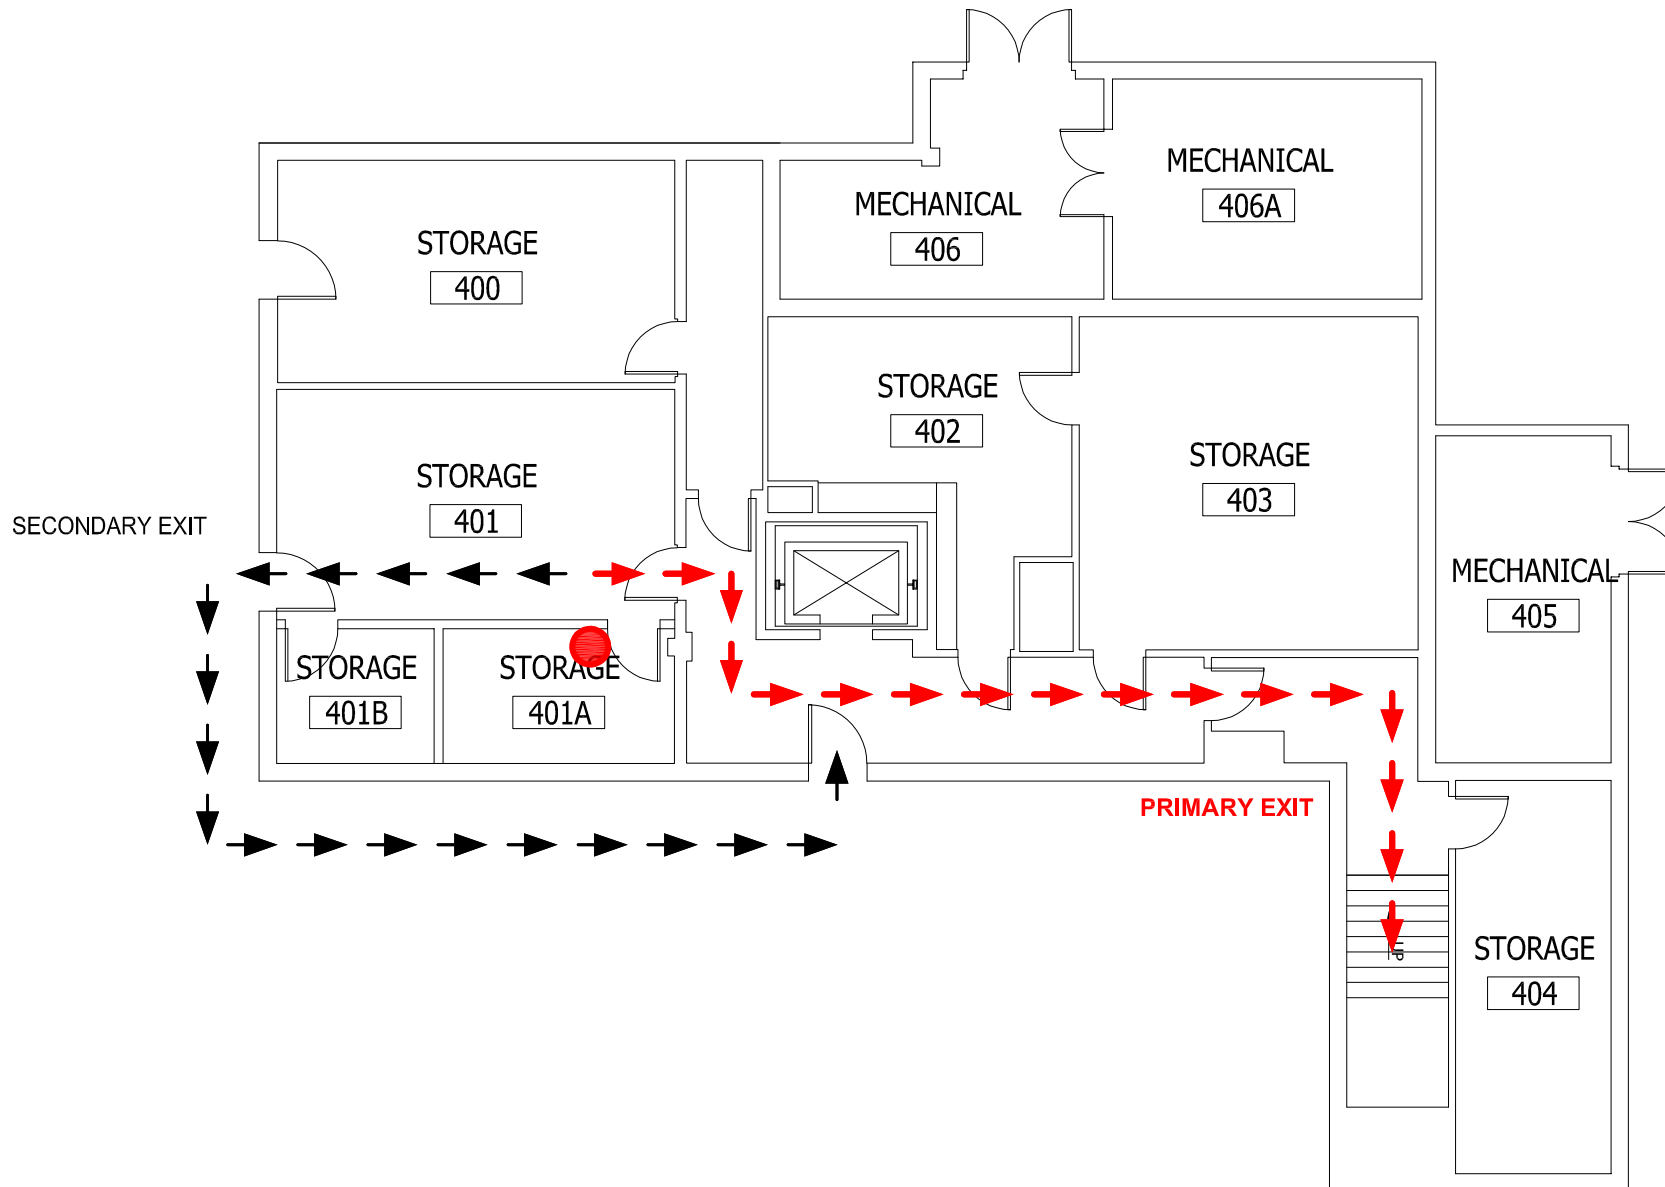 MECHANICAL
406A
MECHANICAL
406
STORAGE
400
STORAGE
402
STORAGE
403
STORAGE
401
SECONDARY EXIT
MECHANICAL
405
STORAGE
401B
STORAGE
401A
PRIMARY EXIT
UP
STORAGE
404